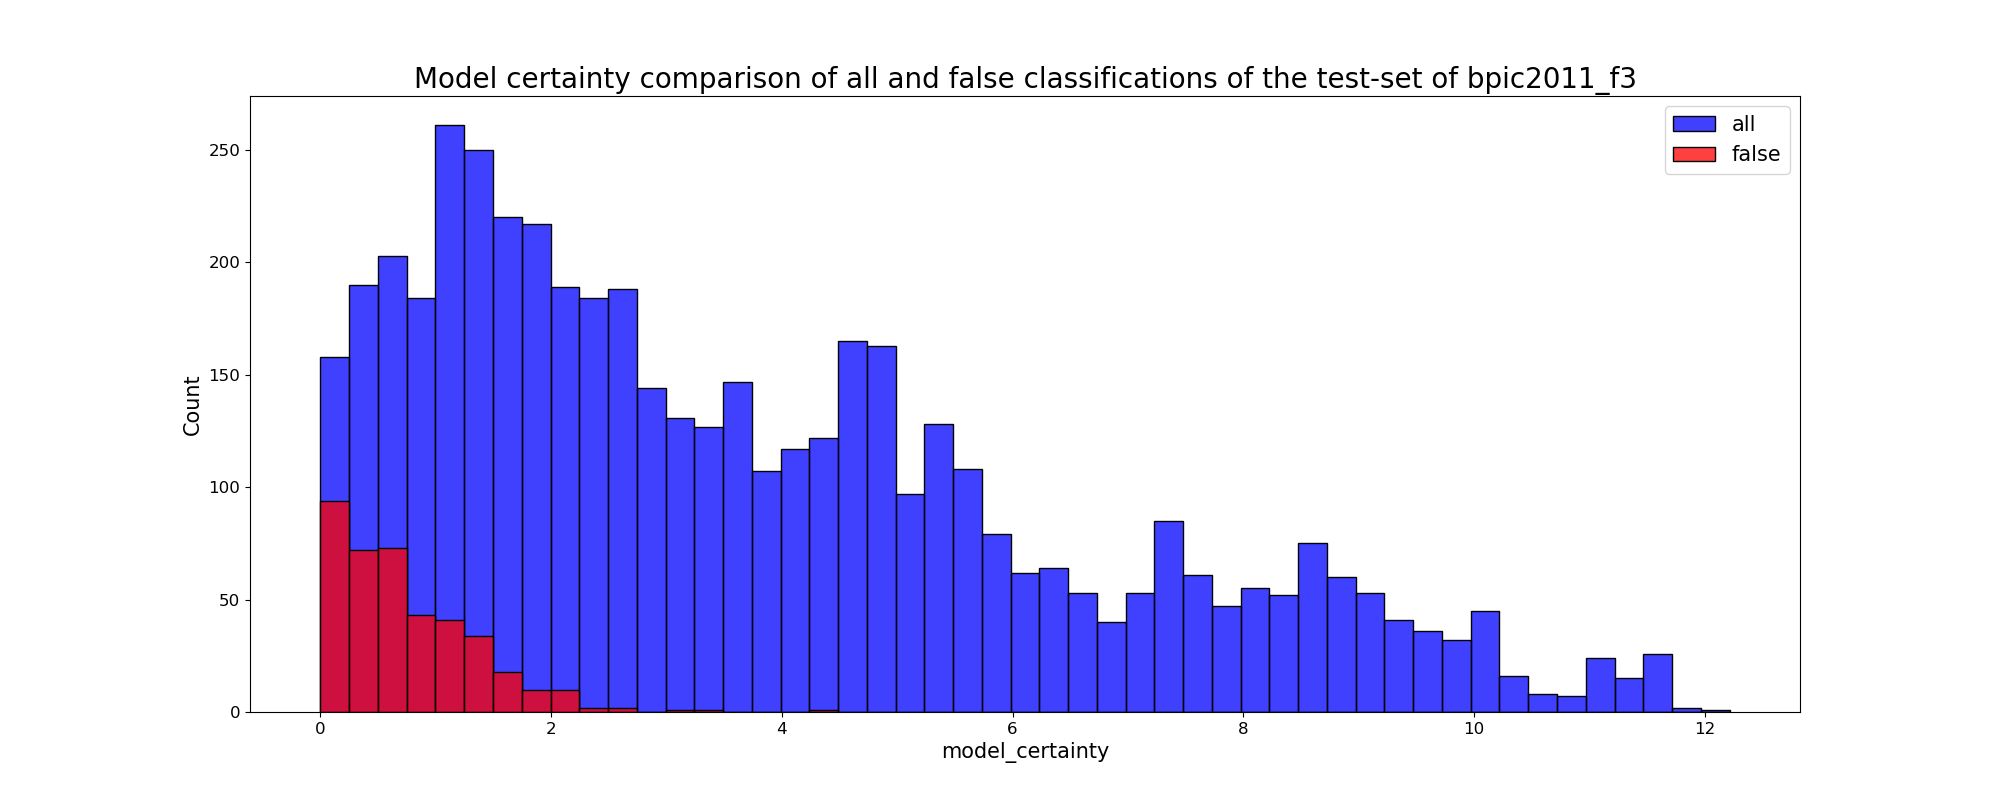 Model certainty comparison of all and false classifications of the test-set of bpic2011_f3
all
false
250
200
150
100
50
0
Count
0 2 4 6 8 10 12
model_certainty